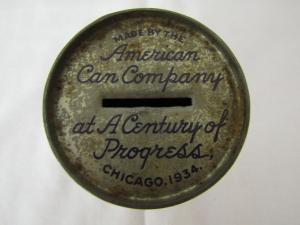 MADE BY THE
American
Can Company
at A Century of
Progress,
CHICAGO, 1934.